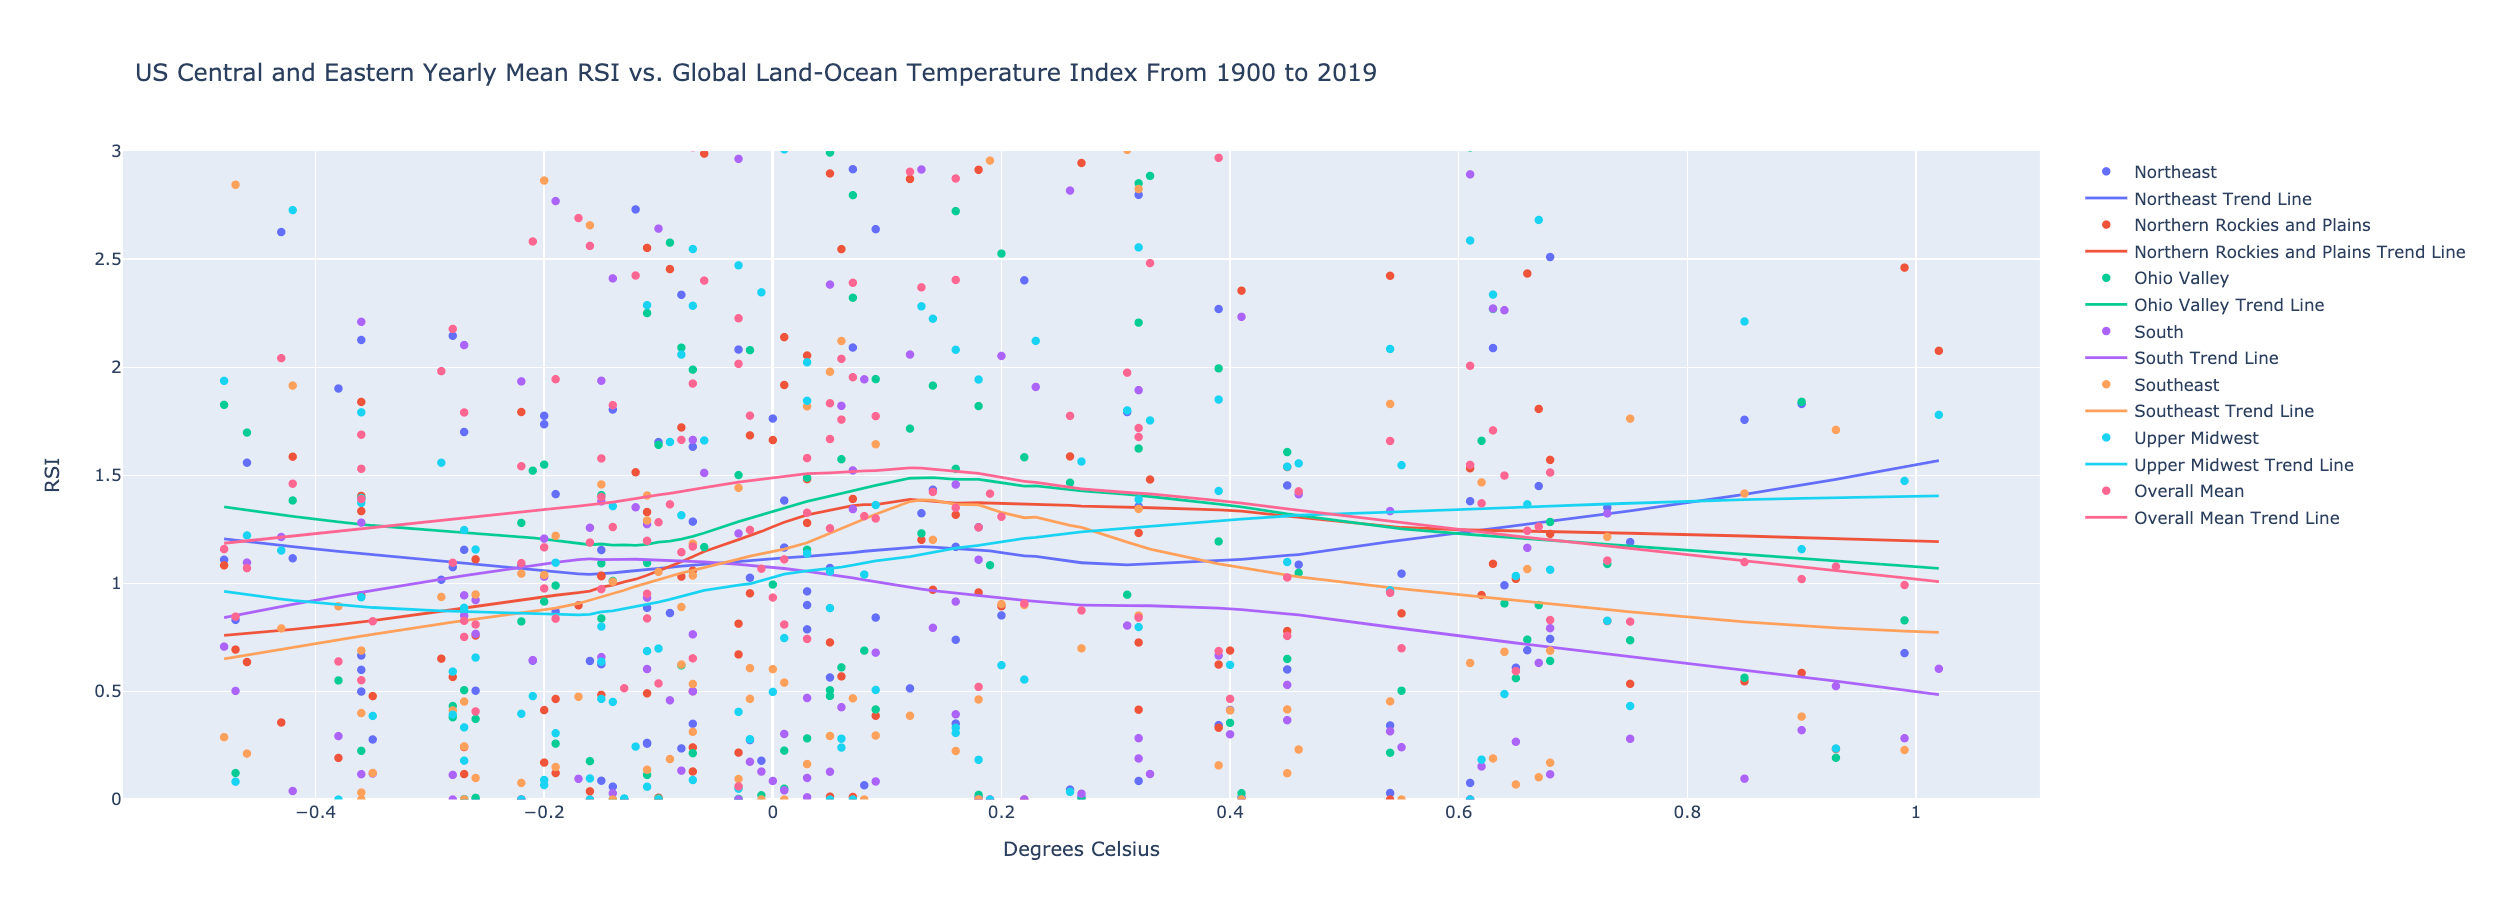 US Central and Eastern Yearly Mean RSI vs. Global Land-Ocean Temperature Index From 1900 to 2019
3
2.5
2
1.5
1
0.5
0
RSI
−0.4
−0.2
0
0.2
0.4
0.6
0.8
1
Degrees Celsius
Northeast
Northeast Trend Line
Northern Rockies and Plains
Northern Rockies and Plains Trend Line
Ohio Valley
Ohio Valley Trend Line
South
South Trend Line
Southeast
Southeast Trend Line
Upper Midwest
Upper Midwest Trend Line
Overall Mean
Overall Mean Trend Line